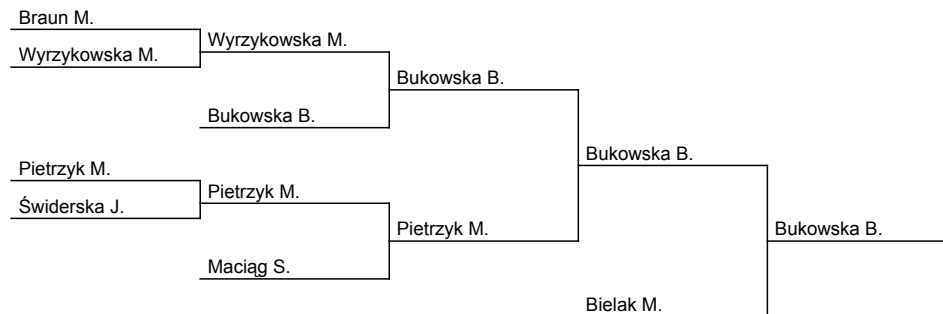 Braun M.
Wyrzykowska M.
Wyrzykowska M.
Bukowska B.
Bukowska B.
Pietrzyk M.
Świderska J.
Pietrzyk M.
Maciąg S.
Pietrzyk M.
Bukowska B.
Bielak M.
Bukowska B.